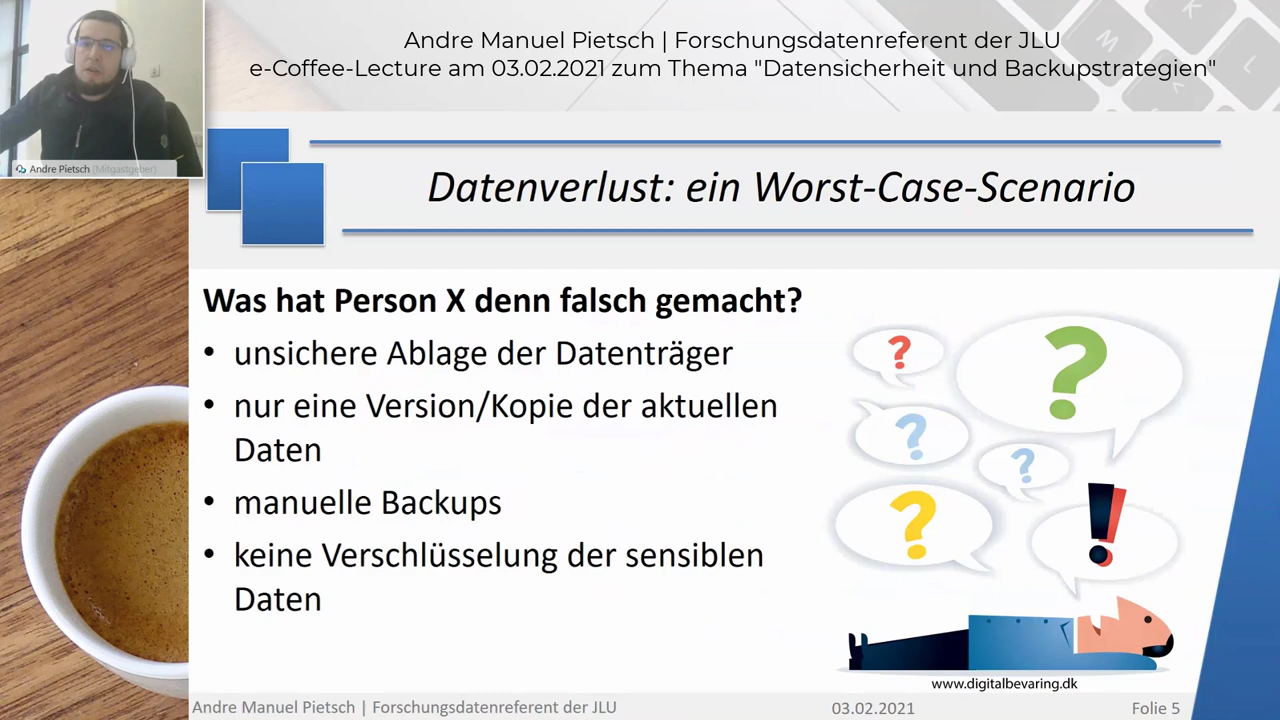 Andre Manuel Pietsch | Forschungsdatenreferent der JLU
e-Coffee-Lecture am 03.02.2021 zum Thema "Datensicherheit und Backupstrategien"
Andre Pietsch (Mitgastgeber)
Datenverlust: ein Worst-Case-Scenario
Was hat Person X denn falsch gemacht?
• unsichere Ablage der Datenträger
• nur eine Version/Kopie der aktuellen
Daten
• manuelle Backups
• keine Verschlüsselung der sensiblen
Daten
?
?
?
?
?
!
www.digitalbevaring.dk
Andre Manuel Pietsch | Forschungsdatenreferent der JLU
03.02.2021
Folie 5
K
M
L